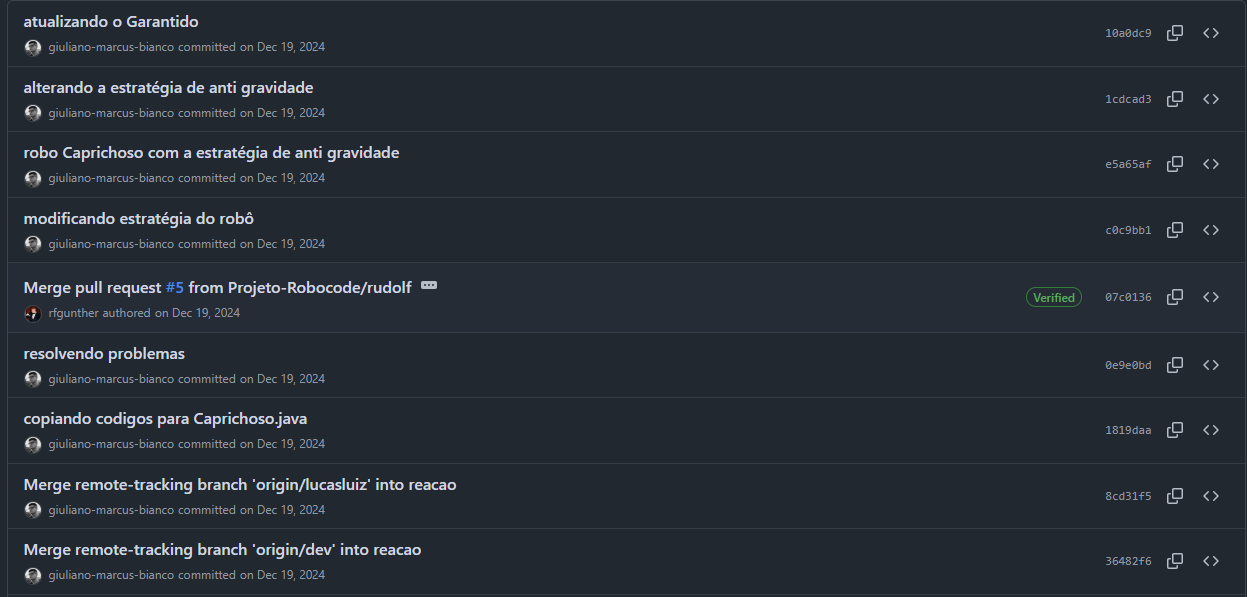 atualizando o Garantido
giuliano-marcus-bianco committed on Dec 19, 2024
10a0dc9
alterando a estratégia de anti gravidade
giuliano-marcus-bianco committed on Dec 19, 2024
1cdcad3
robo Caprichoso com a estratégia de anti gravidade
giuliano-marcus-bianco committed on Dec 19, 2024
e5a65af
modificando estratégia do robô
giuliano-marcus-bianco committed on Dec 19, 2024
c0c9bb1
Merge pull request #5 from Projeto-Robocode/rudolf
rfgunther authored on Dec 19, 2024
Verified
07c0136
resolvendo problemas
giuliano-marcus-bianco committed on Dec 19, 2024
0e9e0bd
copiando codigos para Caprichoso.java
giuliano-marcus-bianco committed on Dec 19, 2024
1819daa
Merge remote-tracking branch 'origin/lucasluiz' into reacao
giuliano-marcus-bianco committed on Dec 19, 2024
8cd31f5
Merge remote-tracking branch 'origin/dev' into reacao
giuliano-marcus-bianco committed on Dec 19, 2024
36482f6